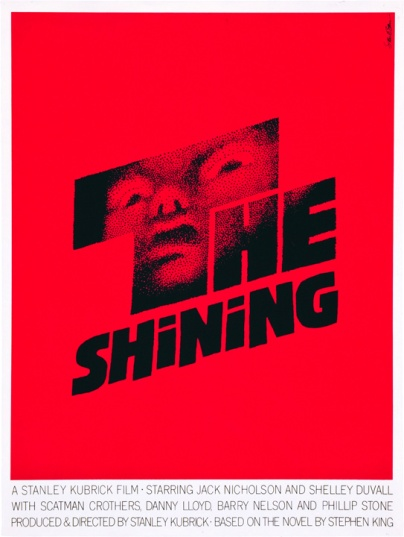 THE
SHiNiNG
A STANLEY KUBRICK FILM · STARRING JACK NICHOLSON AND SHELLEY DUVALL
WITH SCATMAN CROTHERS, DANNY LLOYD, BARRY NELSON AND PHILLIP STONE
PRODUCED & DIRECTED BY STANLEY KUBRICK · BASED ON THE NOVEL BY STEPHEN KING